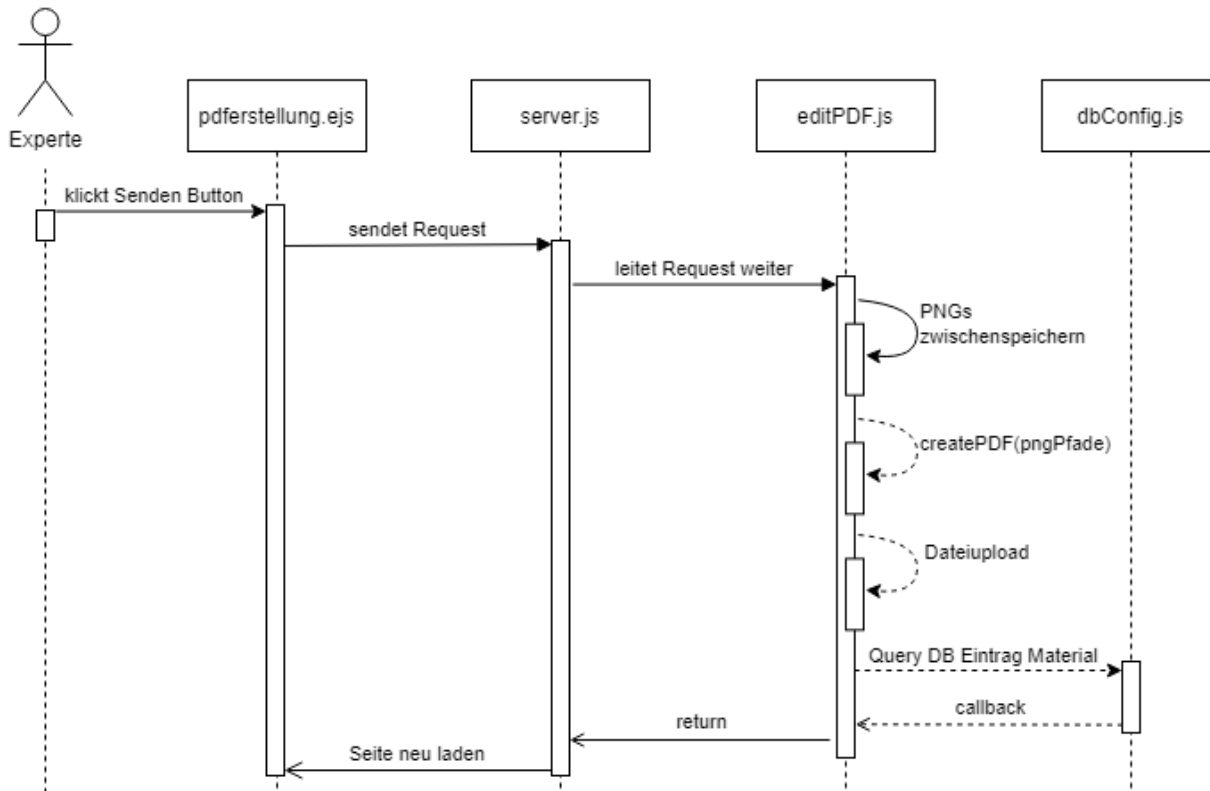 Experte
pdferstellung.ejs
server.js
editPDF.js
dbConfig.js
klickt Senden Button
sendet Request
leitet Request weiter
PNGs
zwischenspeichern
createPDF(pngPfade)
Dateiupload
Query DB Eintrag Material
callback
return
Seite neu laden